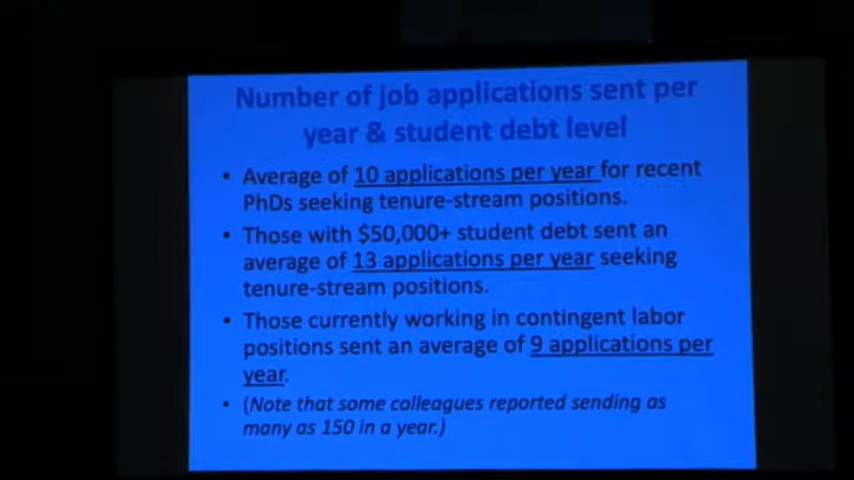 Number of job applications sent per
year & student debt level
• Average of 10 applications per year for recent
PhDs seeking tenure-stream positions.
• Those with $50,000+ student debt sent an
average of 13 applications per year seeking
tenure-stream positions.
• Those currently working in contingent labor
positions sent an average of 9 applications per
year.
• (Note that some colleagues reported sending as
many as 150 in a year.)